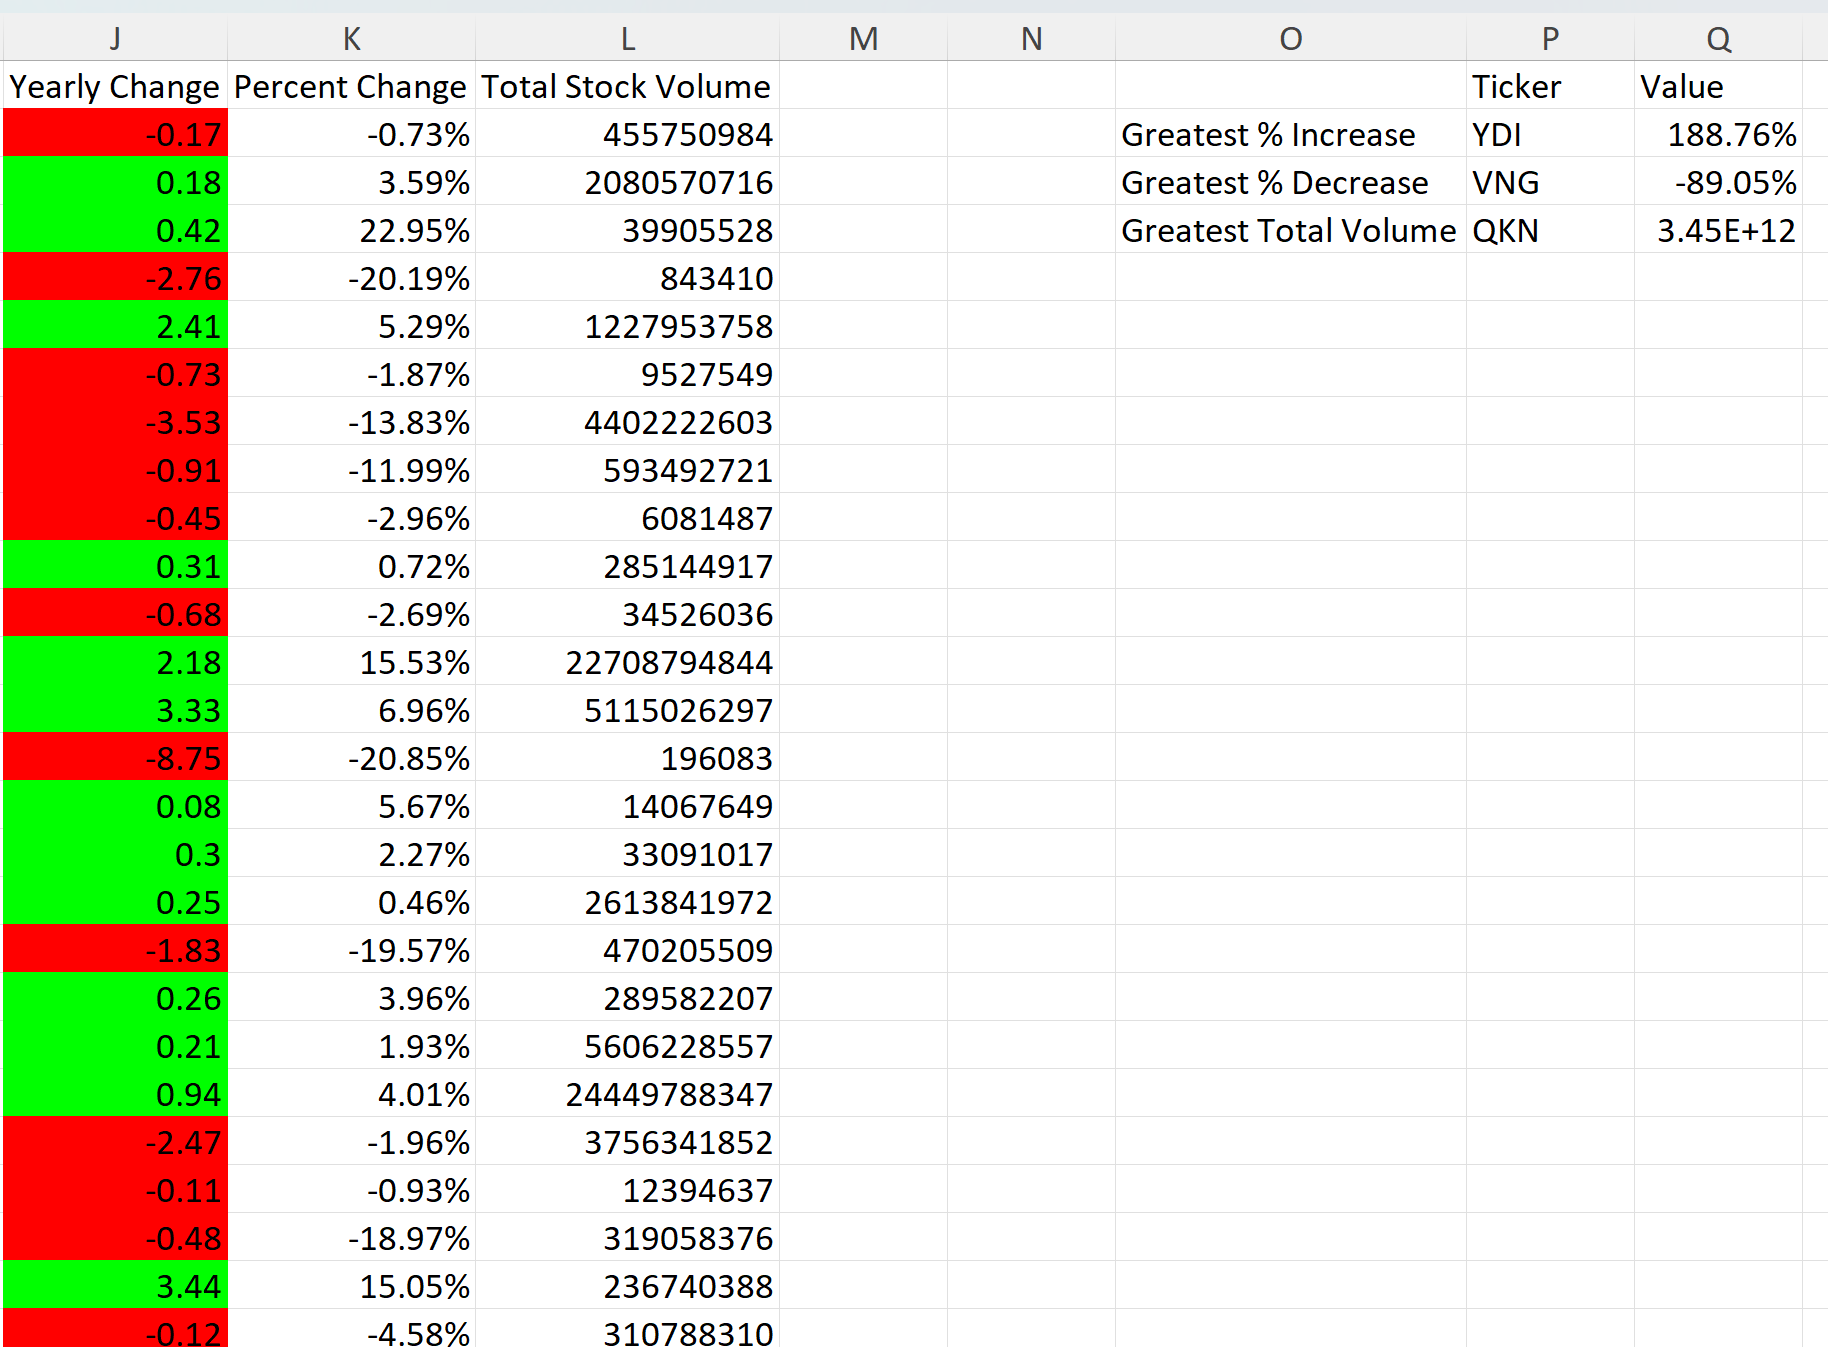 J K L M N O P Q
Yearly Change Percent Change Total Stock Volume Ticker Value
-0.17 -0.73% 455750984 Greatest % Increase YDI 188.76%
0.18 3.59% 2080570716 Greatest % Decrease VNG -89.05%
0.42 22.95% 39905528 Greatest Total Volume QKN 3.45E+12
-2.76 -20.19% 843410
2.41 5.29% 1227953758
-0.73 -1.87% 9527549
-3.53 -13.83% 4402222603
-0.91 -11.99% 593492721
-0.45 -2.96% 6081487
0.31 0.72% 285144917
-0.68 -2.69% 34526036
2.18 15.53% 22708794844
3.33 6.96% 5115026297
-8.75 -20.85% 196083
0.08 5.67% 14067649
0.3 2.27% 33091017
0.25 0.46% 2613841972
-1.83 -19.57% 470205509
0.26 3.96% 289582207
0.21 1.93% 5606228557
0.94 4.01% 24449788347
-2.47 -1.96% 3756341852
-0.11 -0.93% 12394637
-0.48 -18.97% 319058376
3.44 15.05% 236740388
-0.12 -4.58% 310788310